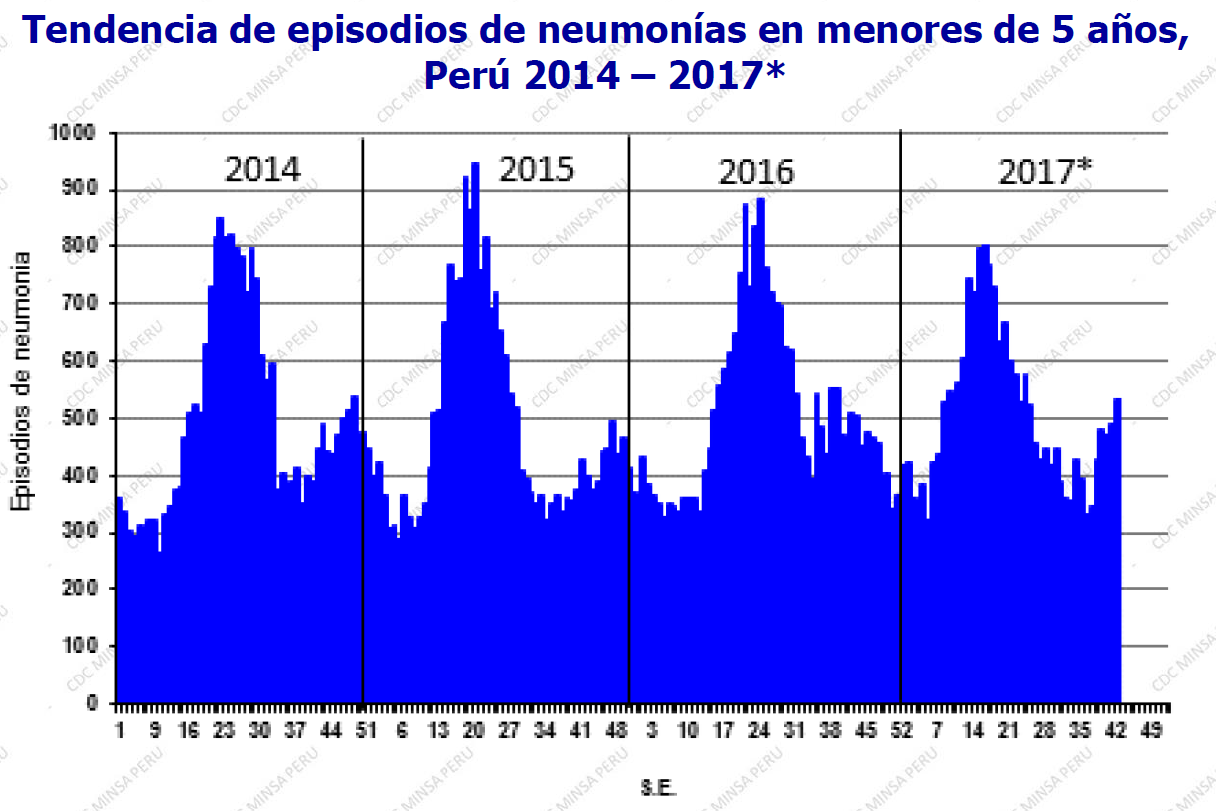 Tendencia de episodios de neumonías en menores de 5 años,
Perú 2014 – 2017*
1000
900
800
700
600
500
400
300
200
100
0
Episodios de neumonia
2014
2015
2016
2017*
1 9 16 23 30 37 44 51 6 13 20 27 34 41 48 3 10 17 24 31 38 45 52 7 14 21 28 35 42 49
S.E.
CDC MINSA PERU